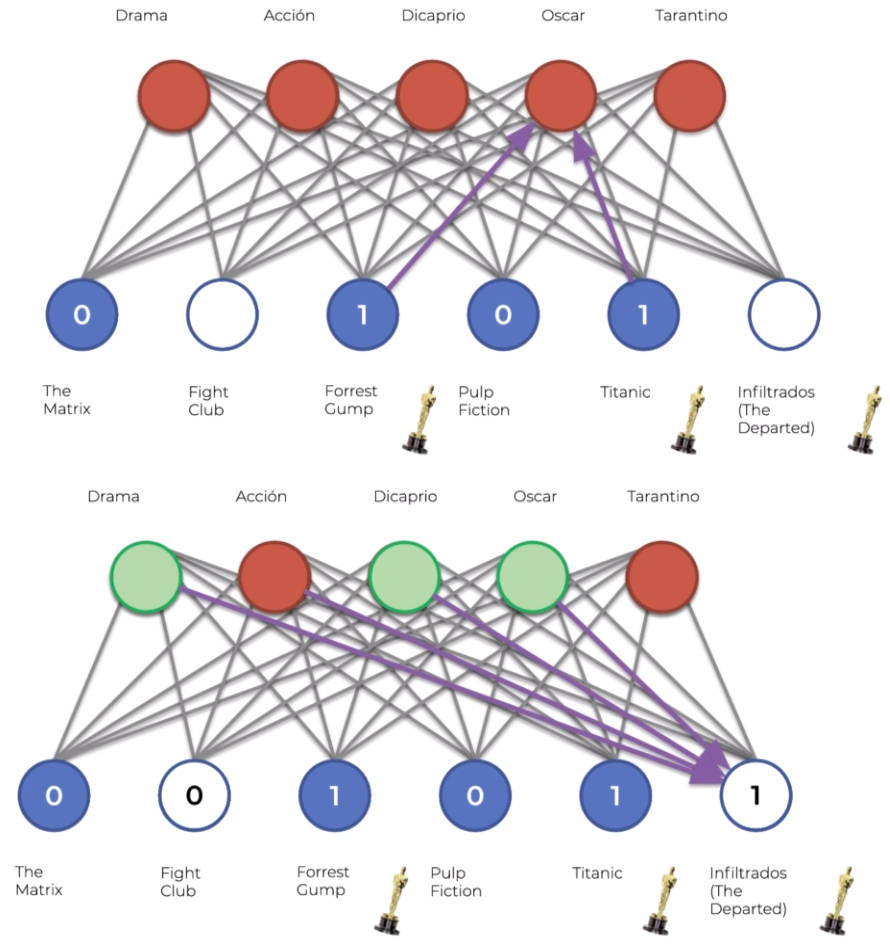 Drama Acción Dicaprio Oscar Tarantino
0 1 0 1
The Fight Forrest Pulp Titanic Infiltrados
Matrix Club Gump Fiction (The
Departed)
Drama Acción Dicaprio Oscar Tarantino
0 0 1 0 1 1
The Fight Forrest Pulp Titanic Infiltrados
Matrix Club Gump Fiction (The
Departed)